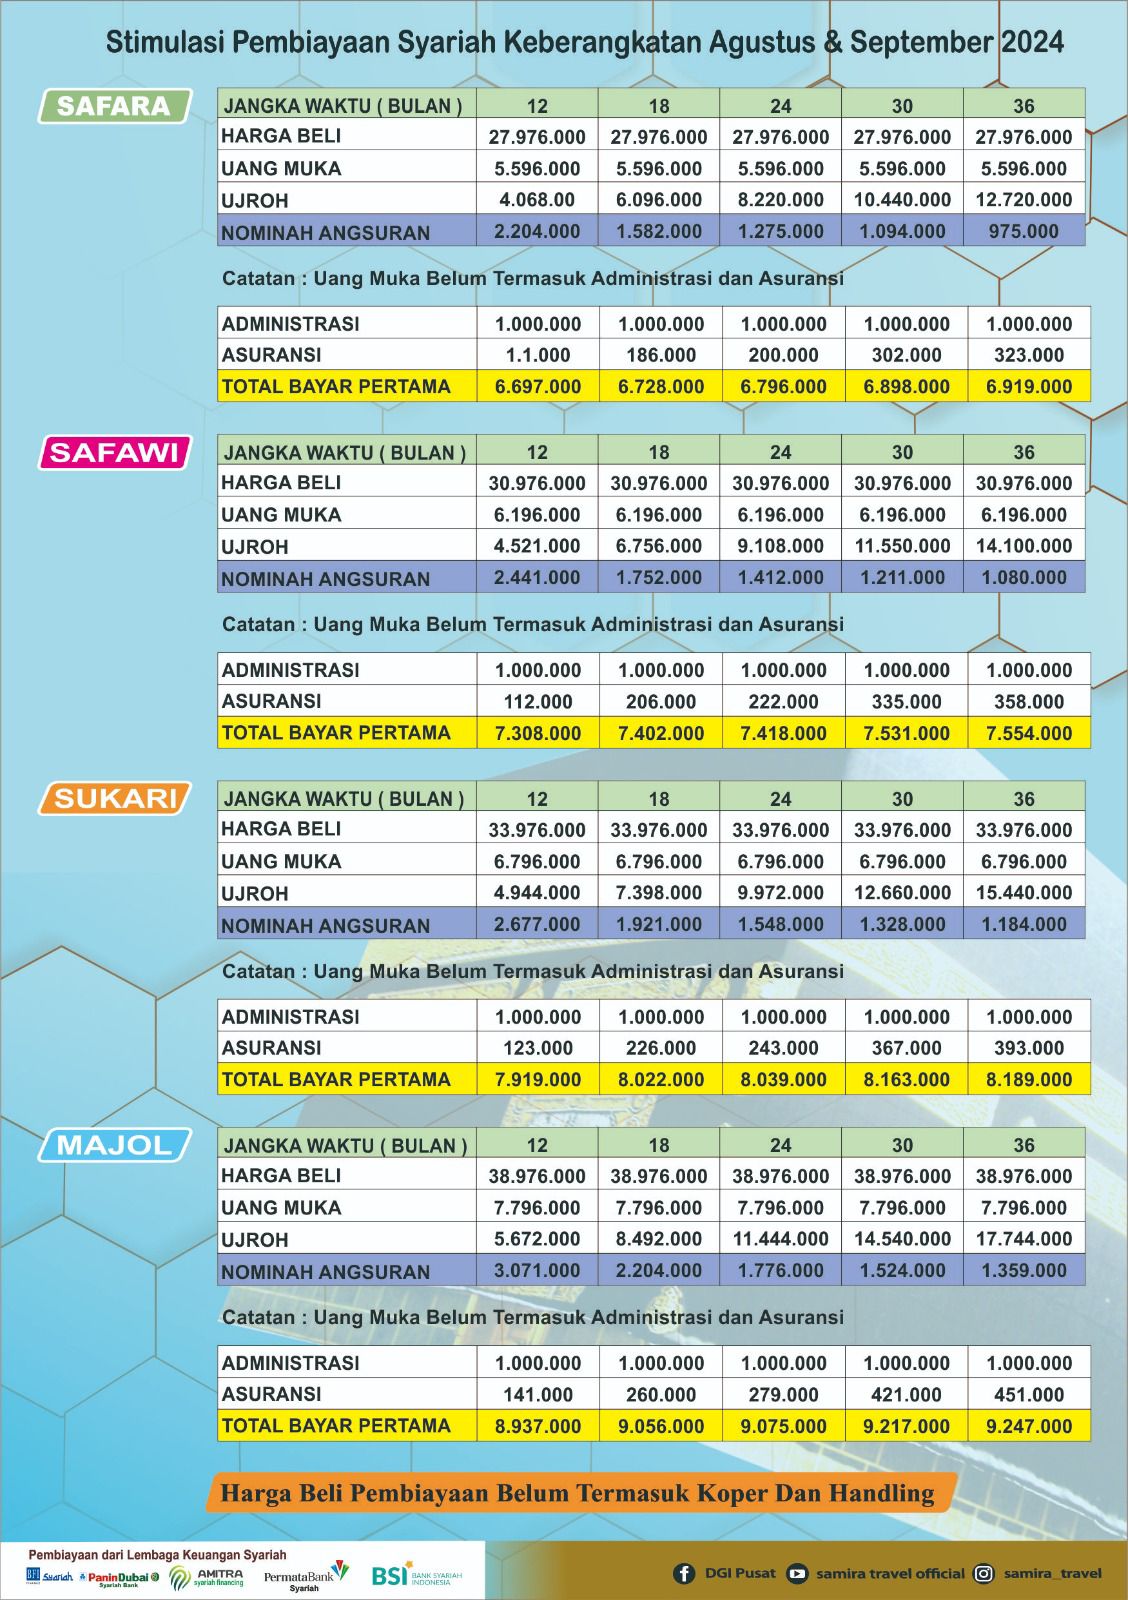 Stimulasi Pembiayaan Syariah Keberangkatan Agustus & September 2024
SAFARA
JANGKA WAKTU ( BULAN ) 12 18 24 30 36
HARGA BELI 27.976.000 27.976.000 27.976.000 27.976.000 27.976.000
UANG MUKA 5.596.000 5.596.000 5.596.000 5.596.000 5.596.000
UJROH 4.068.00 6.096.000 8.220.000 10.440.000 12.720.000
NOMINAH ANGSURAN 2.204.000 1.582.000 1.275.000 1.094.000 975.000
Catatan : Uang Muka Belum Termasuk Administrasi dan Asuransi
ADMINISTRASI 1.000.000 1.000.000 1.000.000 1.000.000 1.000.000
ASURANSI 1.1.000 186.000 200.000 302.000 323.000
TOTAL BAYAR PERTAMA 6.697.000 6.728.000 6.796.000 6.898.000 6.919.000
SAFAWI
JANGKA WAKTU ( BULAN ) 12 18 24 30 36
HARGA BELI 30.976.000 30.976.000 30.976.000 30.976.000 30.976.000
UANG MUKA 6.196.000 6.196.000 6.196.000 6.196.000 6.196.000
UJROH 4.521.000 6.756.000 9.108.000 11.550.000 14.100.000
NOMINAH ANGSURAN 2.441.000 1.752.000 1.412.000 1.211.000 1.080.000
Catatan : Uang Muka Belum Termasuk Administrasi dan Asuransi
ADMINISTRASI 1.000.000 1.000.000 1.000.000 1.000.000 1.000.000
ASURANSI 112.000 206.000 222.000 335.000 358.000
TOTAL BAYAR PERTAMA 7.308.000 7.402.000 7.418.000 7.531.000 7.554.000
SUKARI
JANGKA WAKTU ( BULAN ) 12 18 24 30 36
HARGA BELI 33.976.000 33.976.000 33.976.000 33.976.000 33.976.000
UANG MUKA 6.796.000 6.796.000 6.796.000 6.796.000 6.796.000
UJROH 4.944.000 7.398.000 9.972.000 12.660.000 15.440.000
NOMINAH ANGSURAN 2.677.000 1.921.000 1.548.000 1.328.000 1.184.000
Catatan : Uang Muka Belum Termasuk Administrasi dan Asuransi
ADMINISTRASI 1.000.000 1.000.000 1.000.000 1.000.000 1.000.000
ASURANSI 123.000 226.000 243.000 367.000 393.000
TOTAL BAYAR PERTAMA 7.919.000 8.022.000 8.039.000 8.163.000 8.189.000
MAJOL
JANGKA WAKTU ( BULAN ) 12 18 24 30 36
HARGA BELI 38.976.000 38.976.000 38.976.000 38.976.000 38.976.000
UANG MUKA 7.796.000 7.796.000 7.796.000 7.796.000 7.796.000
UJROH 5.672.000 8.492.000 11.444.000 14.540.000 17.744.000
NOMINAH ANGSURAN 3.071.000 2.204.000 1.776.000 1.524.000 1.359.000
Catatan : Uang Muka Belum Termasuk Administrasi dan Asuransi
ADMINISTRASI 1.000.000 1.000.000 1.000.000 1.000.000 1.000.000
ASURANSI 141.000 260.000 279.000 421.000 451.000
TOTAL BAYAR PERTAMA 8.937.000 9.056.000 9.075.000 9.217.000 9.247.000
Harga Beli Pembiayaan Belum Termasuk Koper Dan Handling
Pembiayaan dari Lembaga Keuangan Syariah
BFI FINANCE Syariah
PaninDubai Syariah Bank
AMITRA syariah financing
PermataBank Syariah
BSI BANK SYARIAH INDONESIA
DGI Pusat samira travel official samira_travel